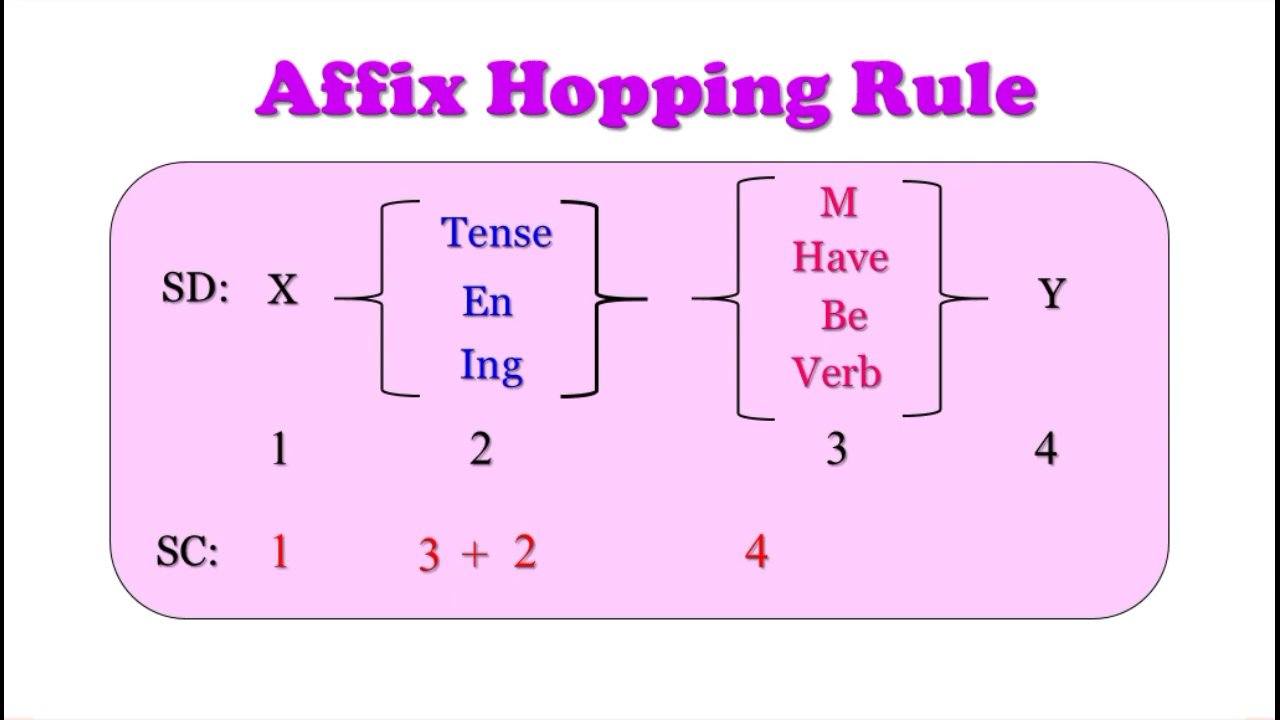 Affix Hopping Rule
SD: X Tense En Ing M Have Be Verb Y
1 2 3 4
SC: 1 3 + 2 4